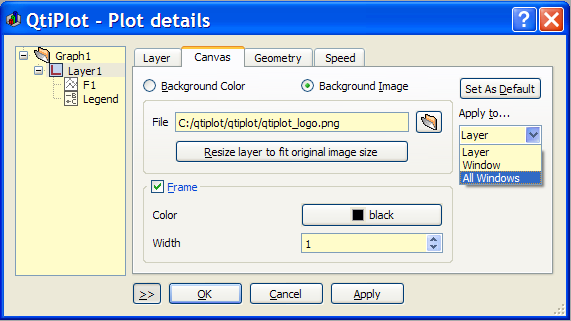 QtiPlot - Plot details
Graph1
Layer1
F1
Legend
Layer Canvas Geometry Speed
Background Color Background Image
File C:/qtiplot/qtiplot/qtiplot_logo.png
Resize layer to fit original image size
Frame
Color black
Width 1
Set As Default
Apply to...
Layer
Layer
Window
All Windows
>> OK Cancel Apply